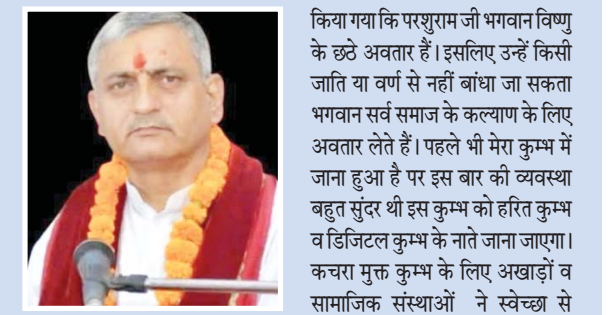 किया गया कि परशुराम जी भगवान विष्णु
के छठे अवतार हैं। इसलिए उन्हें किसी
जाति या वर्ण से नहीं बांधा जा सकता
भगवान सर्व समाज के कल्याण के लिए
अवतार लेते हैं। पहले भी मेरा कुम्भ में
जाना हुआ है पर इस बार की व्यवस्था
बहुत सुंदर थी इस कुम्भ को हरित कुम्भ
व डिजिटल कुम्भ के नाते जाना जाएगा।
कचरा मुक्त कुम्भ के लिए अखाड़ों व
सामाजिक संस्थाओं ने स्वेच्छा से